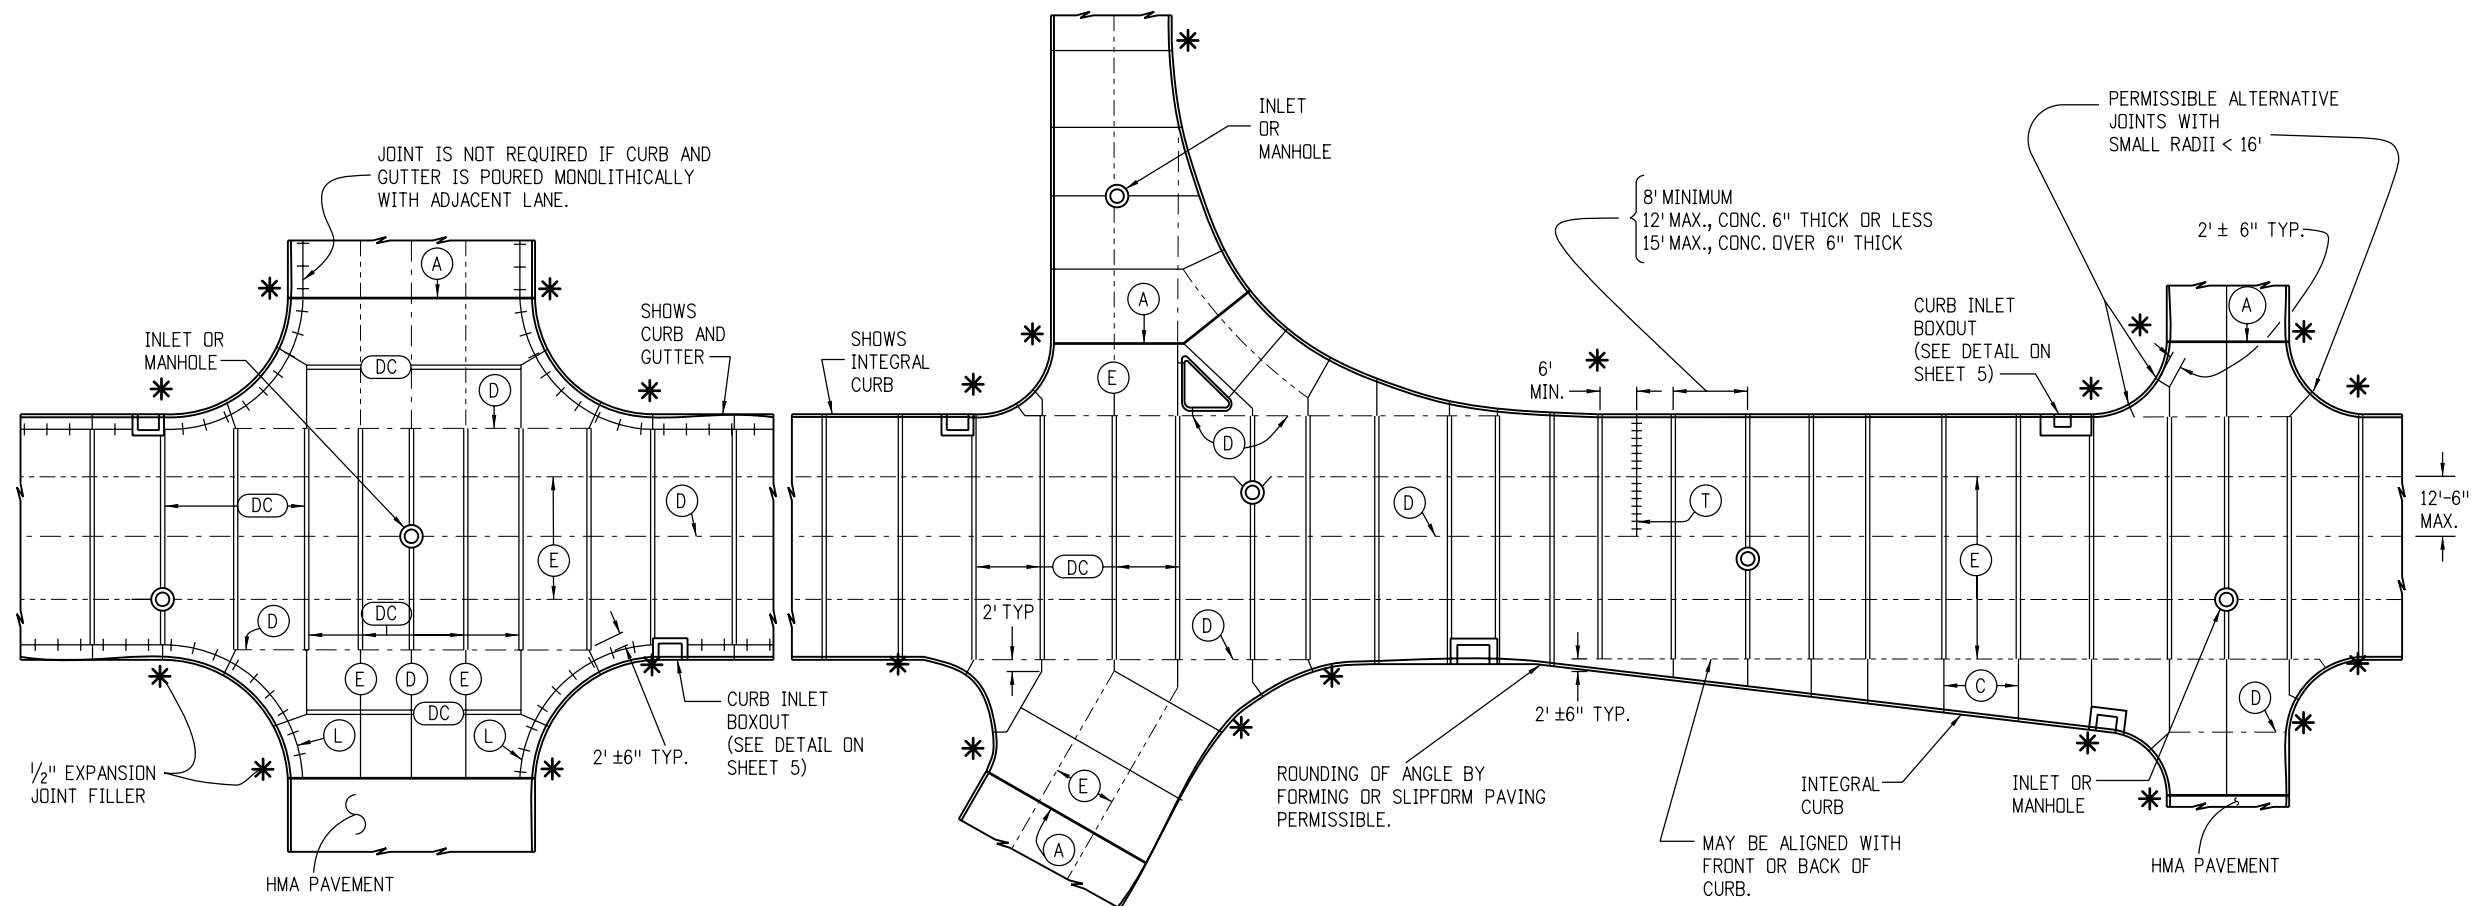 JOINT IS NOT REQUIRED IF CURB AND
GUTTER IS POURED MONOLITHICALLY
WITH ADJACENT LANE.
A
INLET OR
MANHOLE
SHOWS
CURB AND
GUTTER
DC
D
DC
D
E
D
DC
E
D
E
DC
L
L
2' ±6" TYP.
1/2" EXPANSION
JOINT FILLER
HMA PAVEMENT
CURB INLET
BOXOUT
(SEE DETAIL ON
SHEET 5)
SHOWS
INTEGRAL
CURB
INLET
OR
MANHOLE
A
E
D
D
DC
2' TYP
D
E
A
8' MINIMUM
12' MAX., CONC. 6" THICK OR LESS
15' MAX., CONC. OVER 6" THICK
6'
MIN.
T
2' ±6" TYP.
ROUNDING OF ANGLE BY
FORMING OR SLIPFORM PAVING
PERMISSIBLE.
MAY BE ALIGNED WITH
FRONT OR BACK OF
CURB.
INTEGRAL
CURB
C
E
CURB INLET
BOXOUT
(SEE DETAIL ON
SHEET 5)
PERMISSIBLE ALTERNATIVE
JOINTS WITH
SMALL RADII < 16'
2' ± 6" TYP.
A
12'-6"
MAX.
D
INLET OR
MANHOLE
HMA PAVEMENT